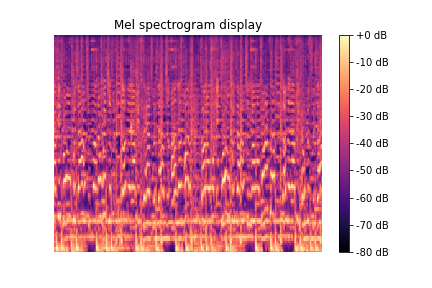 Mel spectrogram display
+0 dB
-10 dB
-20 dB
-30 dB
-40 dB
-50 dB
-60 dB
-70 dB
-80 dB